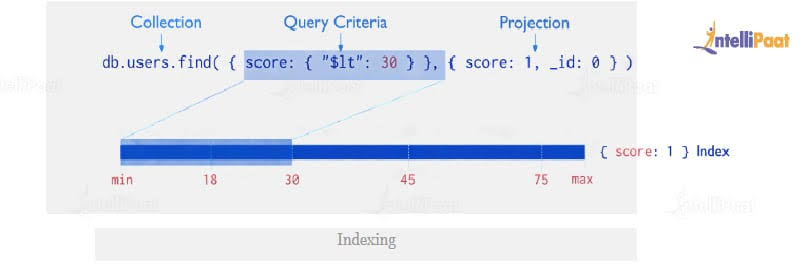 Collection Query Criteria Projection
intelliPaat
db.users.find( { score: { "$lt": 30 } }, { score: 1, _id: 0 } )
{ score: 1 } Index
min 18 30 45 75 max
Indexing